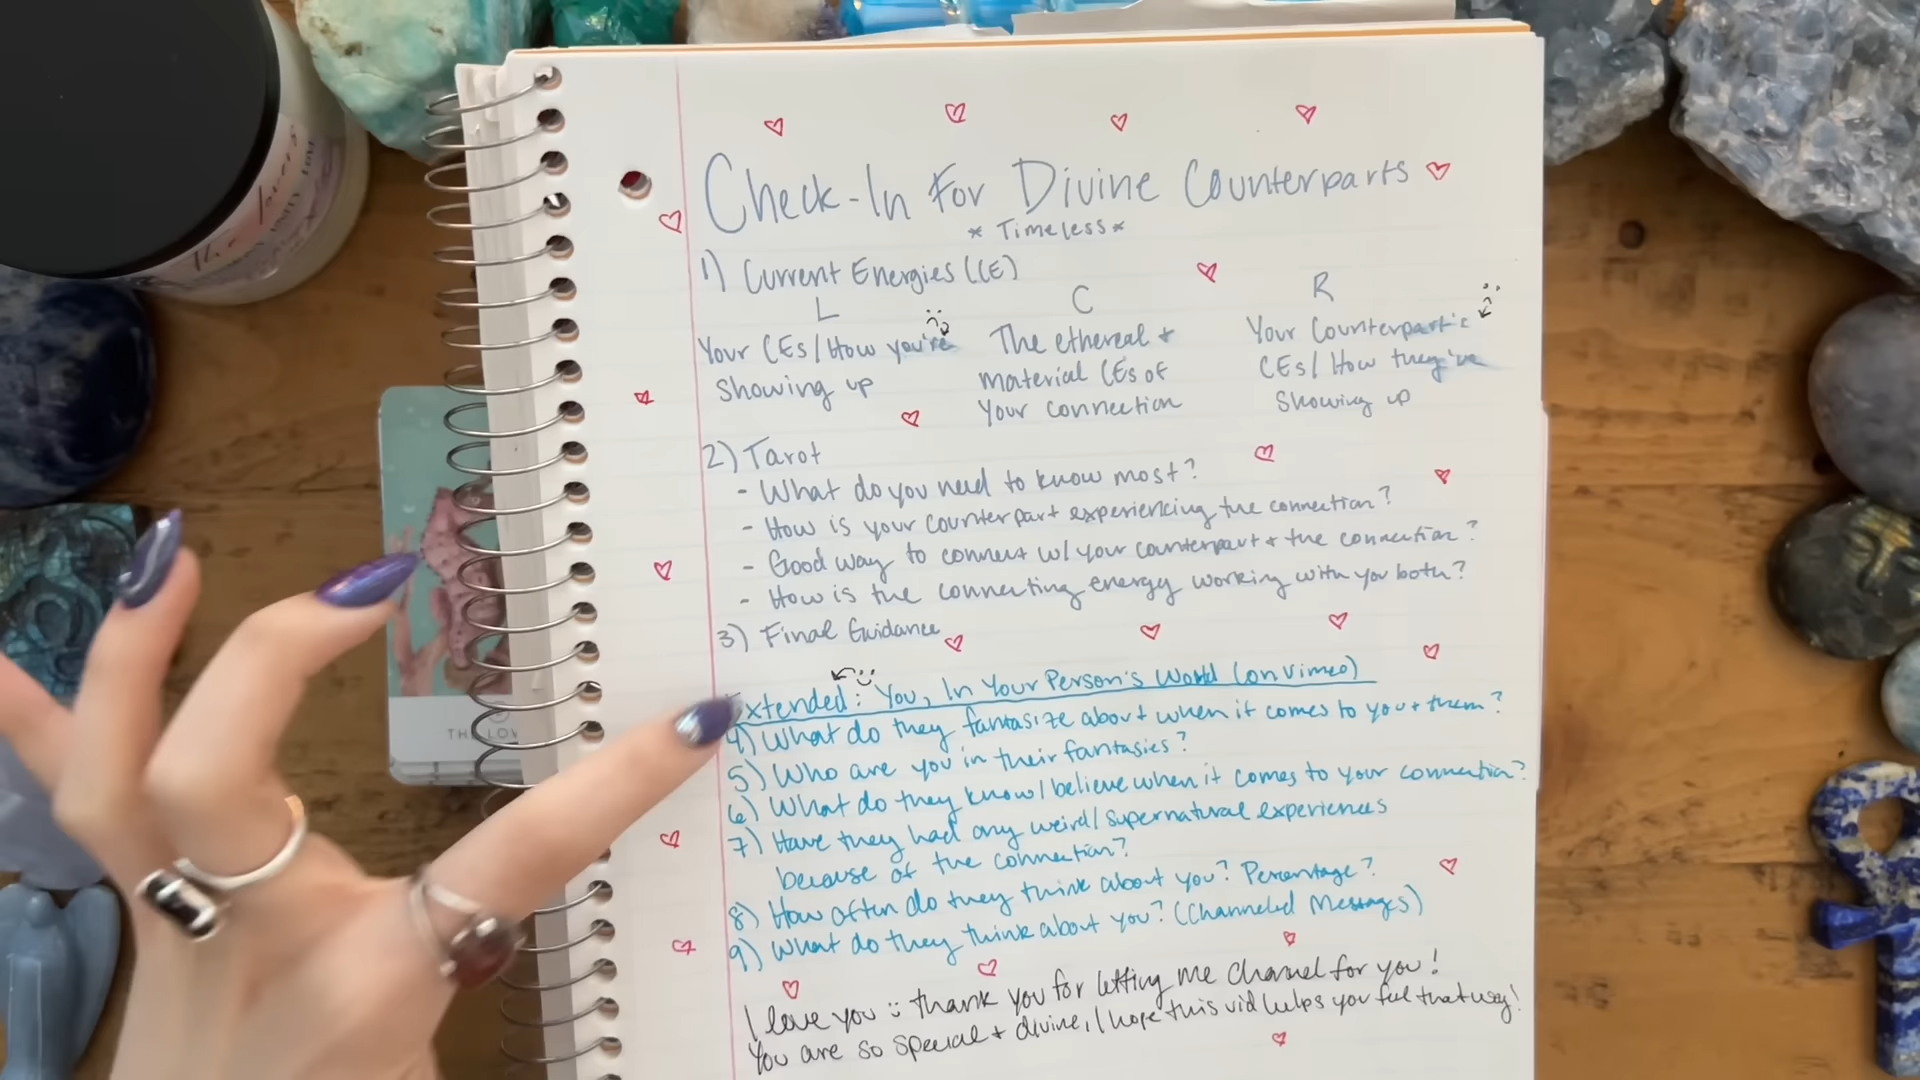 Check-In For Divine Counterparts
* Timeless *
1) Current Energies (CE)
L
Your CEs/How you're
showing up
C
The ethereal +
material CEs of
your connection
R
Your Counterpart's
CEs/How they're
showing up
2) Tarot
- What do you need to know most?
- How is your counterpart experiencing the connection?
- Good way to connect w/ your counterpart + the connection?
- How is the connecting energy working with you both?
3) Final Guidance
xtended: You, In Your Person's World (on Vimeo)
4) What do they fantasize about when it comes to you + them?
5) Who are you in their fantasies?
6) What do they know/believe when it comes to your connection?
7) Have they had any weird/supernatural experiences
because of the connection?
8) How often do they think about you? Percentage?
9) What do they think about you? (Channeled Messages)
I love you :: thank you for letting me channel for you!
You are so special + divine, I hope this vid helps you feel that way!
The lovers
THE LOV